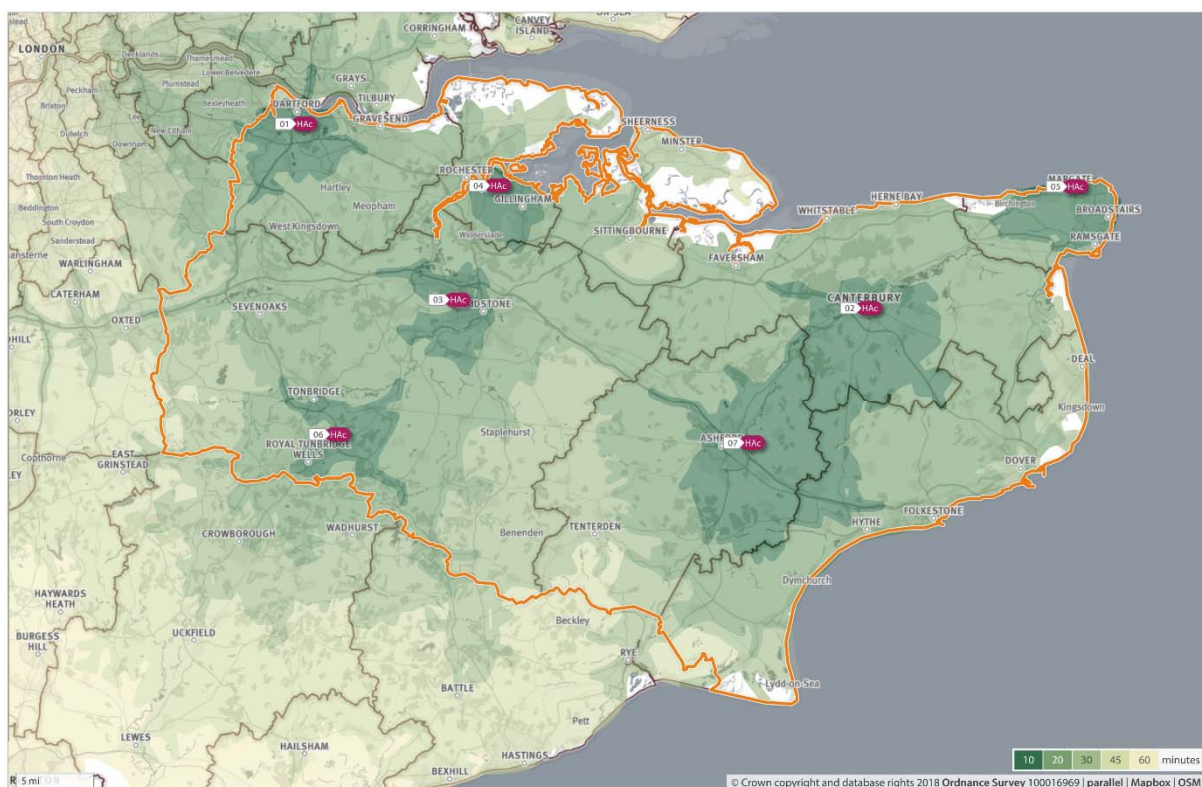 CORRINGHAM
CANVEY
ISLAND
LONDON
Decklands
Thamesmead
Lower Belvedere
GRAYS
Plumstead
Peckham
Bexleyheath
TILBURY
DARTFORD
Brixton
Lee
01 HAc
GRAVESEND
SHEERNESS
Dulwich
New Eltham
MINSTER
Downham
Thornton Heath
ROCHESTER
MARGATE
Hartley
04 HAc
05 HAc
HERNE BAY
Beddington
Meopham
GILLINGHAM
Birchington
WHITSTABLE
BROADSTAIRS
South Croydon
West Kingsdown
Walderslade
SITTINGBOURNE
RAMSGATE
Sanderstead
WARLINGHAM
FAVERSHAM
CATERHAM
03 HAc
CANTERBURY
SEVENOAKS
02 HAc
OXTED
DEAL
TONBRIDGE
Kingsdown
06 HAc
Staplehurst
07 HAc
ROYAL TUNBRIDGE
WELLS
Copthorne
EAST
GRINSTEAD
DOVER
FOLKESTONE
HYTHE
CROWBOROUGH
WADHURST
Benenden
TENTERDEN
Dymchurch
HAYWARDS
HEATH
Beckley
UCKFIELD
BURGESS
HILL
RYE
Lydd-on-Sea
BATTLE
Pett
LEWES
HAILSHAM
HASTINGS
BEXHILL
5 mi
10 20 30 45 60 minutes
© Crown copyright and database rights 2018 Ordnance Survey 100016969 | parallel | Mapbox | OSM